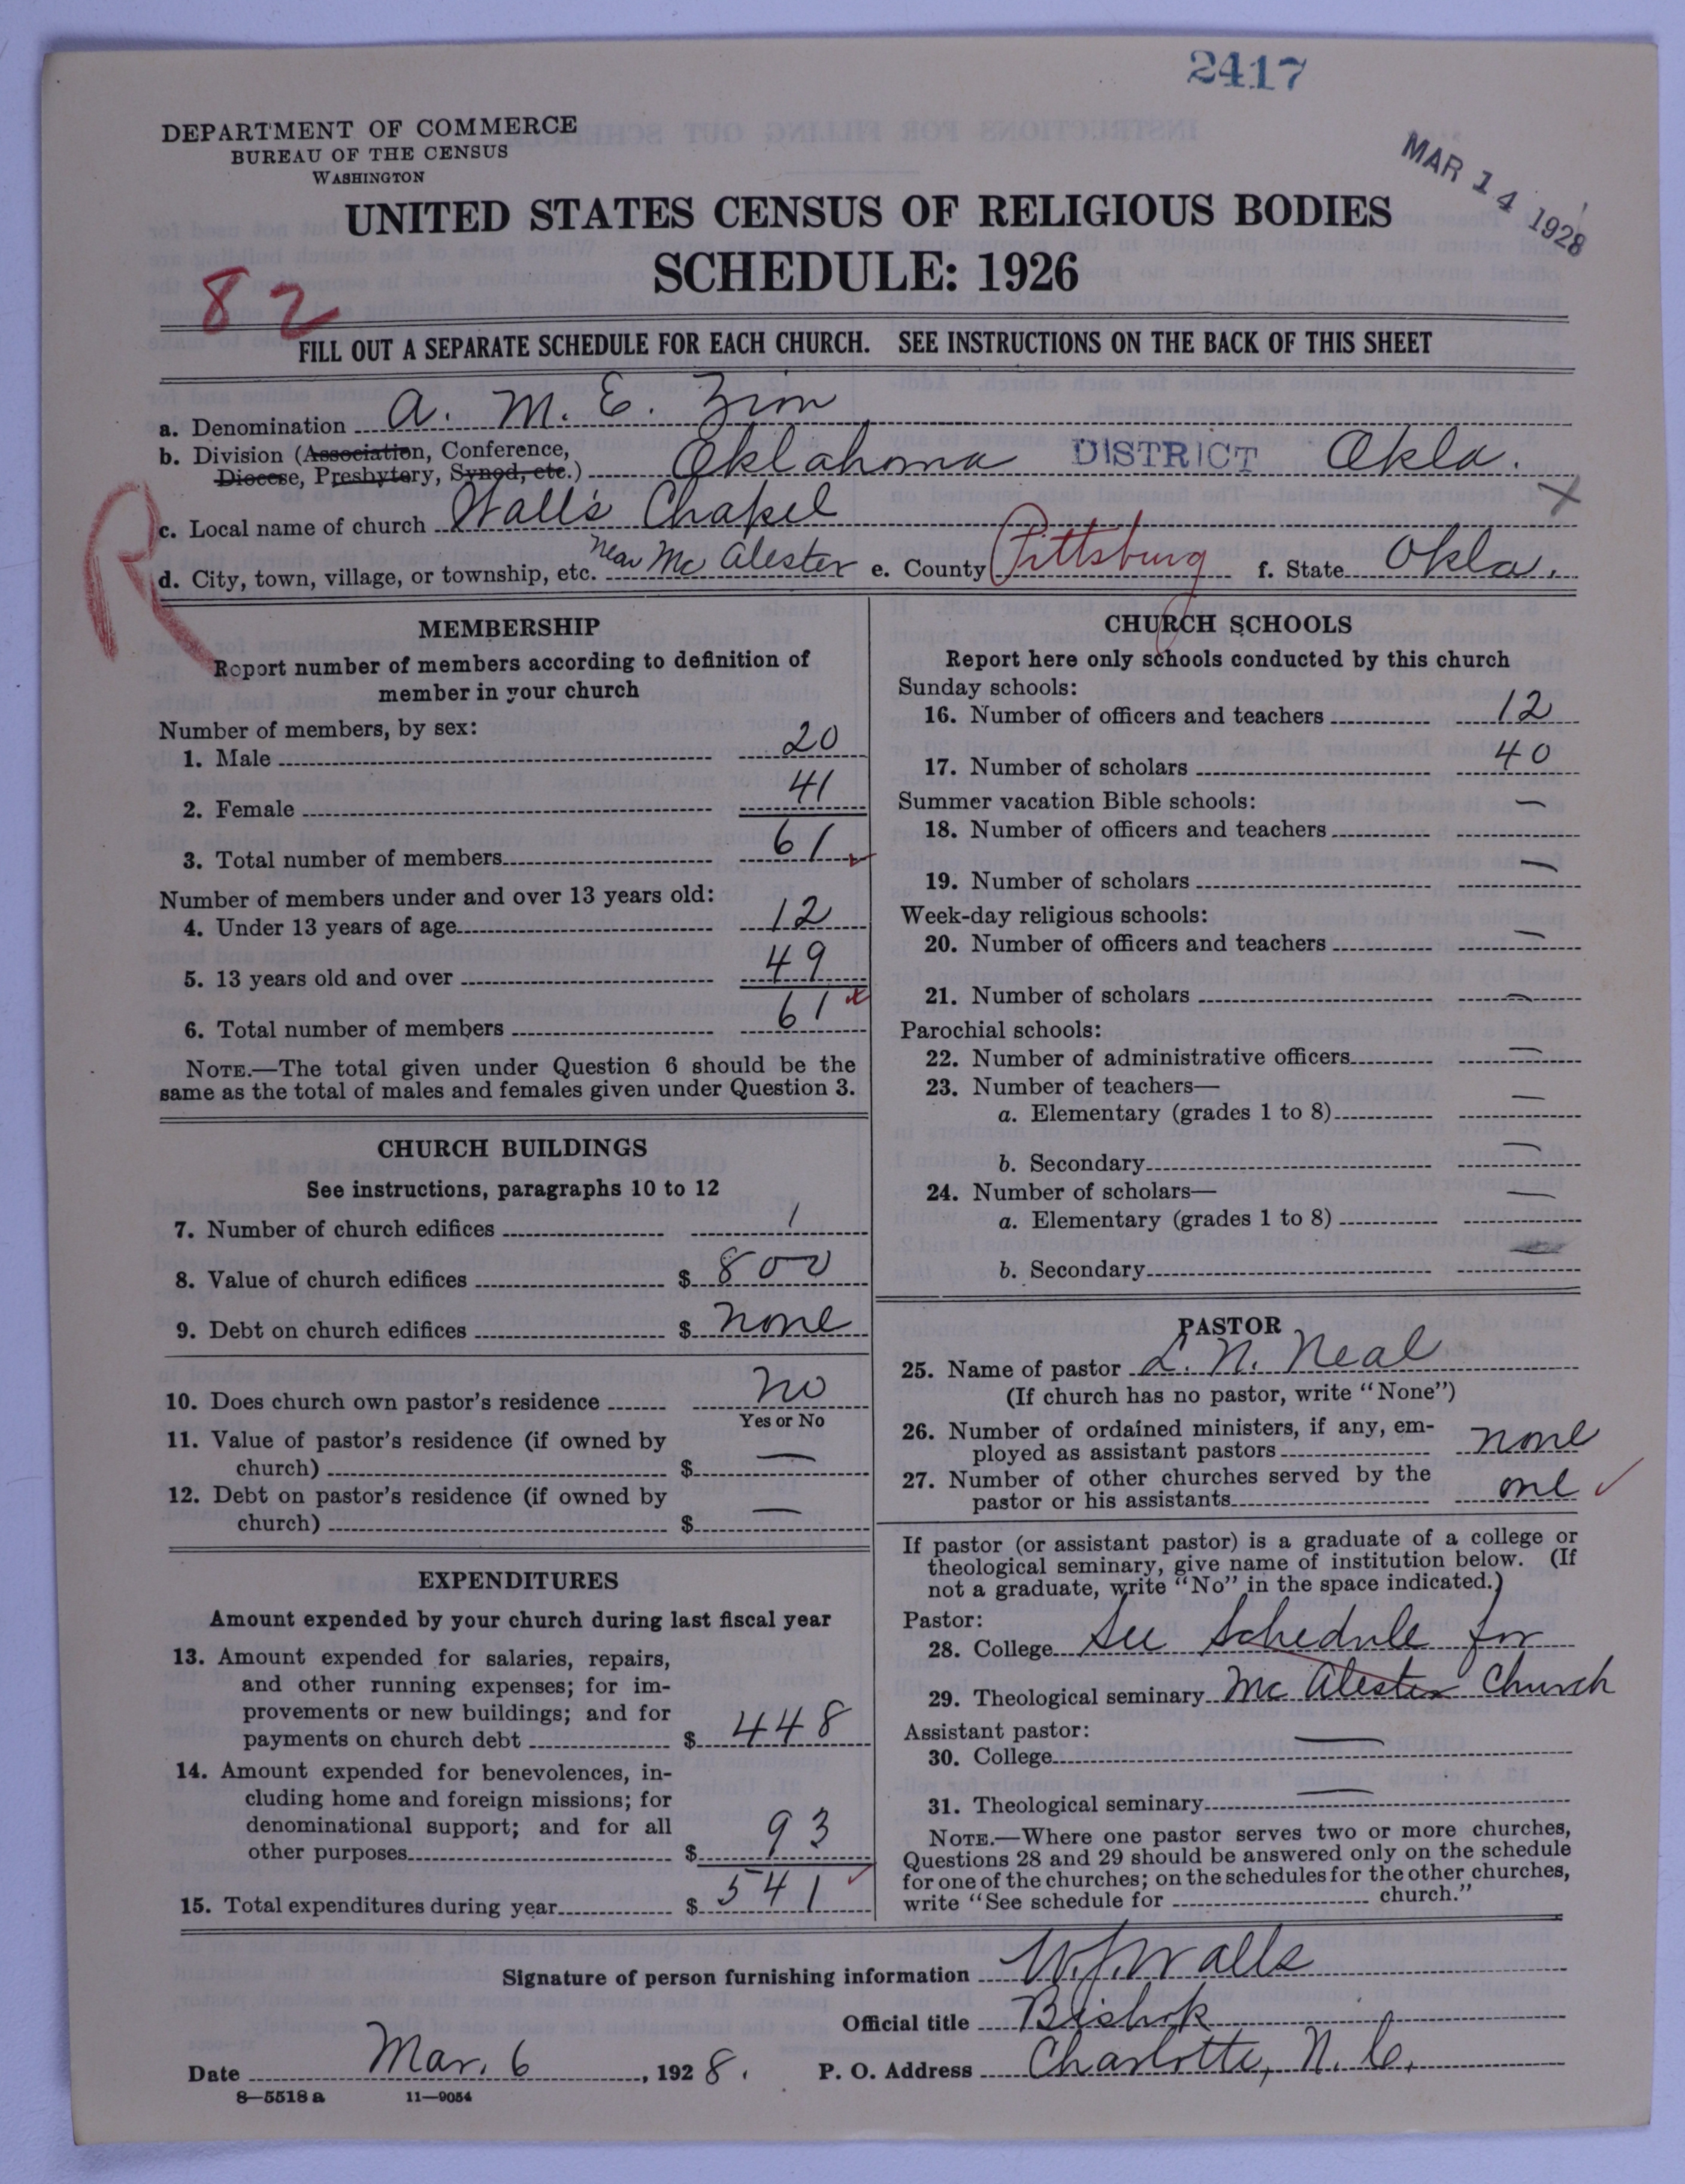 2417
DEPARTMENT OF COMMERCE
BUREAU OF THE CENSUS
WASHINGTON
MAR 14 1928
UNITED STATES CENSUS OF RELIGIOUS BODIES
SCHEDULE: 1926
82
FILL OUT A SEPARATE SCHEDULE FOR EACH CHURCH. SEE INSTRUCTIONS ON THE BACK OF THIS SHEET
a. Denomination A. M. E. Zion
b. Division (Association, Conference, Diocese, Presbytery, Synod, etc.) Oklahoma DISTRICT Okla.
R
c. Local name of church Wall's Chapel X
d. City, town, village, or township, etc. near Mc Alester e. County Pittsburg f. State Okla.
MEMBERSHIP
Report number of members according to definition of
member in your church
Number of members, by sex:
1. Male 20
2. Female 41
3. Total number of members 61
Number of members under and over 13 years old:
4. Under 13 years of age 12
5. 13 years old and over 49
6. Total number of members 61
NOTE.—The total given under Question 6 should be the
same as the total of males and females given under Question 3.
CHURCH BUILDINGS
See instructions, paragraphs 10 to 12
7. Number of church edifices 1
8. Value of church edifices $ 800
9. Debt on church edifices $ none
10. Does church own pastor's residence no
Yes or No
11. Value of pastor's residence (if owned by
church) $ —
12. Debt on pastor's residence (if owned by
church) $ —
EXPENDITURES
Amount expended by your church during last fiscal year
13. Amount expended for salaries, repairs,
and other running expenses; for im-
provements or new buildings; and for
payments on church debt $ 448
14. Amount expended for benevolences, in-
cluding home and foreign missions; for
denominational support; and for all
other purposes $ 93
15. Total expenditures during year $ 541
CHURCH SCHOOLS
Report here only schools conducted by this church
Sunday schools:
16. Number of officers and teachers 12
17. Number of scholars 40
Summer vacation Bible schools:
18. Number of officers and teachers —
19. Number of scholars —
Week-day religious schools:
20. Number of officers and teachers —
21. Number of scholars —
Parochial schools:
22. Number of administrative officers —
23. Number of teachers—
a. Elementary (grades 1 to 8) —
b. Secondary —
24. Number of scholars—
a. Elementary (grades 1 to 8) —
b. Secondary —
PASTOR
25. Name of pastor L. N. Neal
(If church has no pastor, write "None")
26. Number of ordained ministers, if any, em-
ployed as assistant pastors none
27. Number of other churches served by the
pastor or his assistants one
If pastor (or assistant pastor) is a graduate of a college or
theological seminary, give name of institution below. (If
not a graduate, write "No" in the space indicated.)
Pastor:
28. College See Schedule for
29. Theological seminary Mc Alester Church
Assistant pastor:
30. College —
31. Theological seminary —
NOTE.—Where one pastor serves two or more churches,
Questions 28 and 29 should be answered only on the schedule
for one of the churches; on the schedules for the other churches,
write "See schedule for ------ church."
Signature of person furnishing information W. J. Walls
Official title Bishop
Date Mar. 6, 1928. P. O. Address Charlotte, N. C.
8—5518 a 11—9054